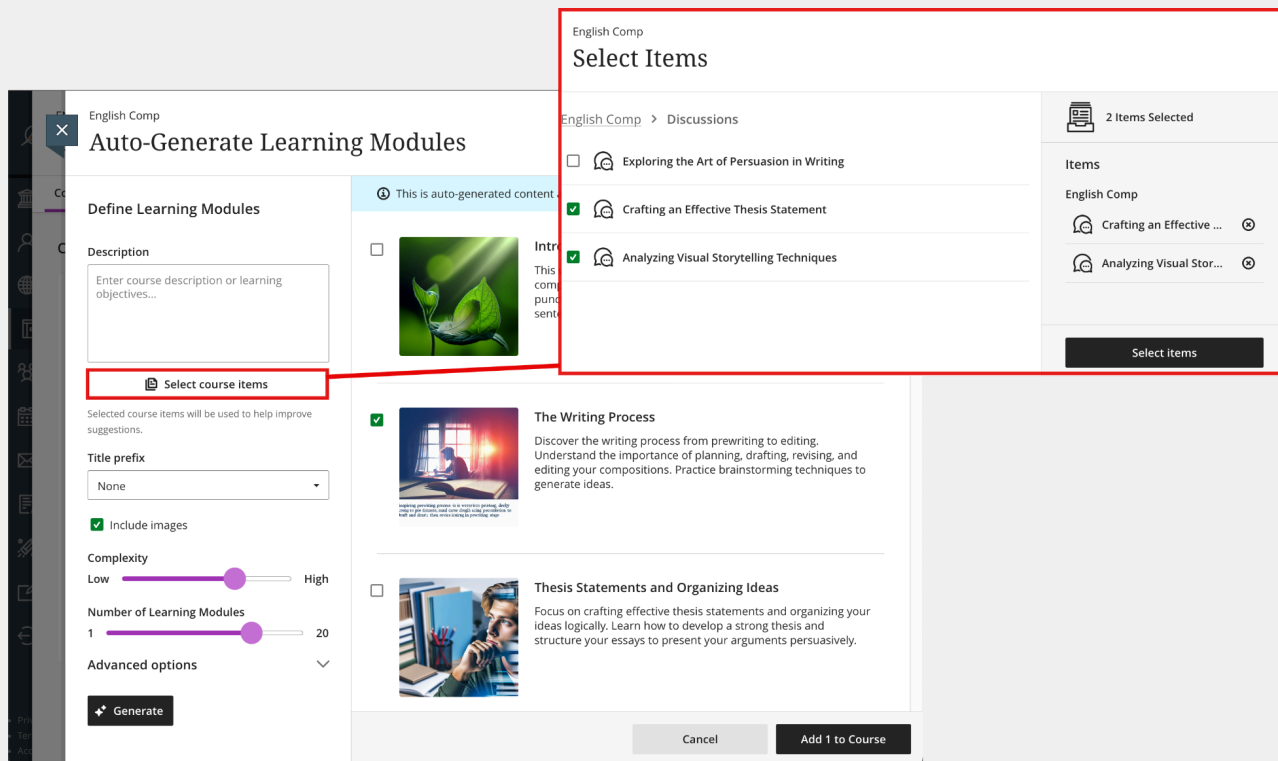 English Comp
Select Items
English Comp > Discussions
Exploring the Art of Persuasion in Writing
Crafting an Effective Thesis Statement
Analyzing Visual Storytelling Techniques
2 Items Selected
Items
English Comp
Crafting an Effective ...
Analyzing Visual Stor...
Select items
English Comp
Auto-Generate Learning Modules
Define Learning Modules
Description
Enter course description or learning
objectives...
Select course items
Selected course items will be used to help improve
suggestions.
Title prefix
None
Include images
Complexity
Low High
Number of Learning Modules
1 20
Advanced options
Generate
This is auto-generated content
This
The Writing Process
Discover the writing process from prewriting to editing.
Understand the importance of planning, drafting, revising, and
editing your compositions. Practice brainstorming techniques to
generate ideas.
Thesis Statements and Organizing Ideas
Focus on crafting effective thesis statements and organizing your
ideas logically. Learn how to develop a strong thesis and
structure your essays to present your arguments persuasively.
Cancel
Add 1 to Course